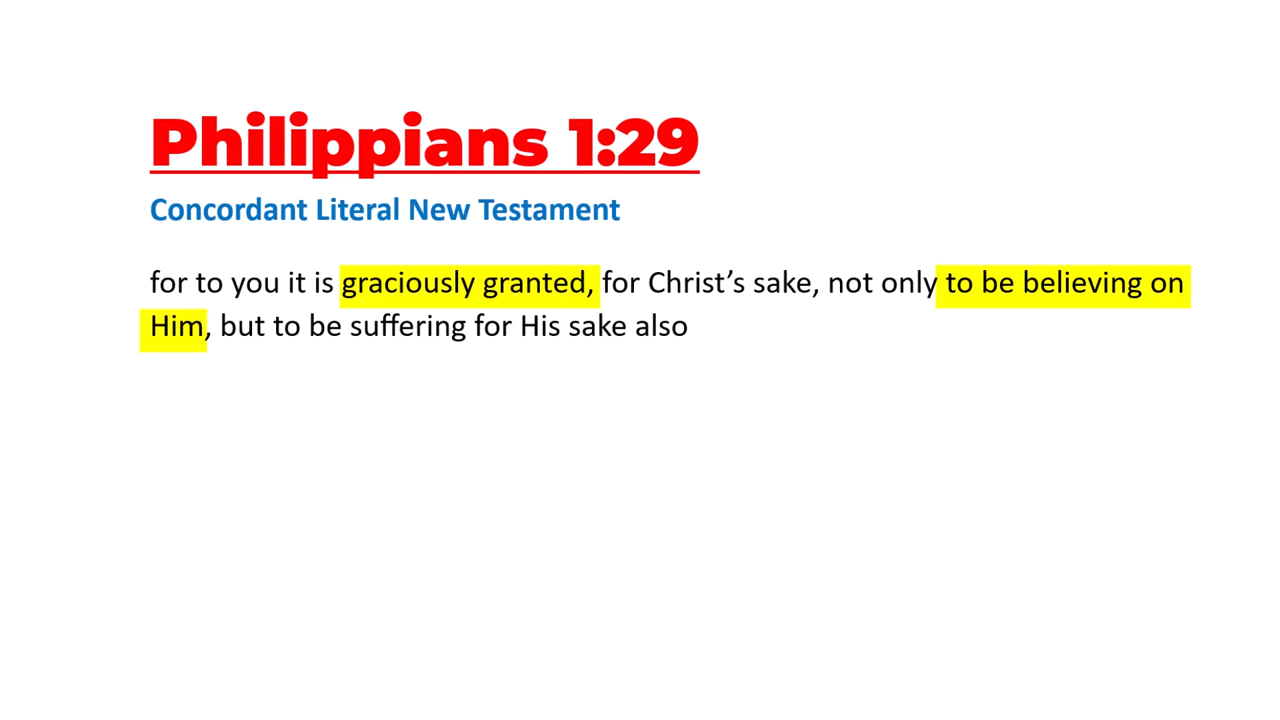 Philippians 1:29
Concordant Literal New Testament
for to you it is graciously granted, for Christ’s sake, not only to be believing on
Him, but to be suffering for His sake also